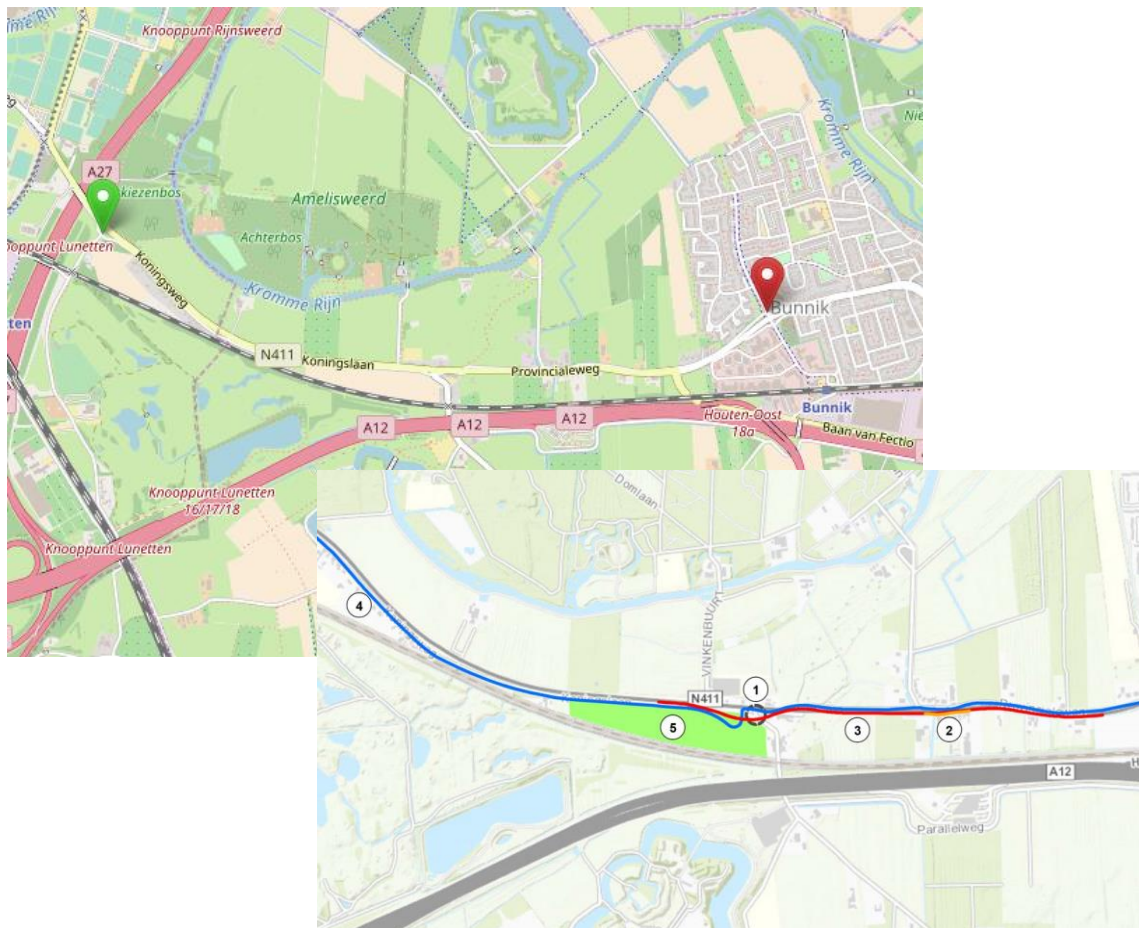 Kromme Rijn
Knooppunt Rijnsweerd
A27
kiezenbos
Amelisweerd
Achterbos
Knooppunt Lunetten
Koningsweg
Kromme Rijn
Kromme Rijn
Bunnik
N411
Koningslaan
Provincialeweg
A12
A12
A12
Houten-Oost
18a
Bunnik
Baan van Fectio
Knooppunt Lunetten
16/17/18
Knooppunt Lunetten
Domlaan
VINKENBUURT
4
N411
1
5
3
2
A12
Parallelweg